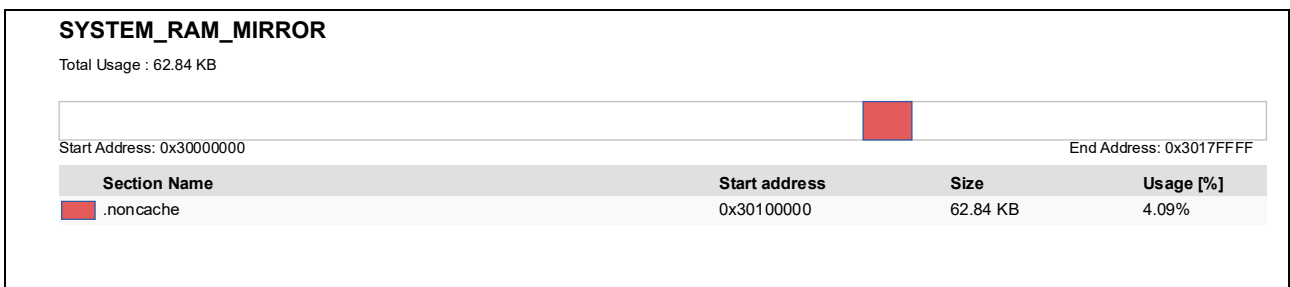 SYSTEM_RAM_MIRROR
Total Usage : 62.84 KB
Start Address: 0x30000000 End Address: 0x3017FFFF
Section Name Start address Size Usage [%]
.noncache 0x30100000 62.84 KB 4.09%